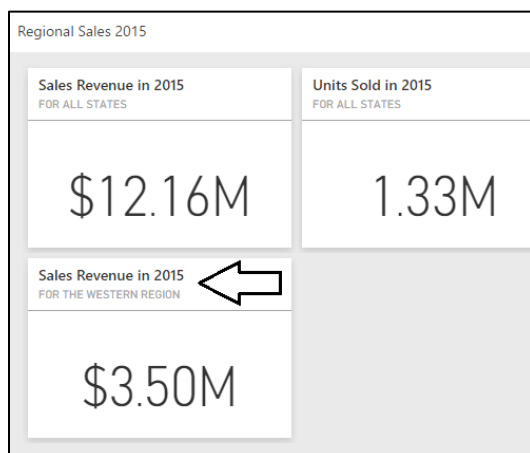 Regional Sales 2015
Sales Revenue in 2015
FOR ALL STATES
$12.16M
Units Sold in 2015
FOR ALL STATES
1.33M
Sales Revenue in 2015
FOR THE WESTERN REGION
$3.50M